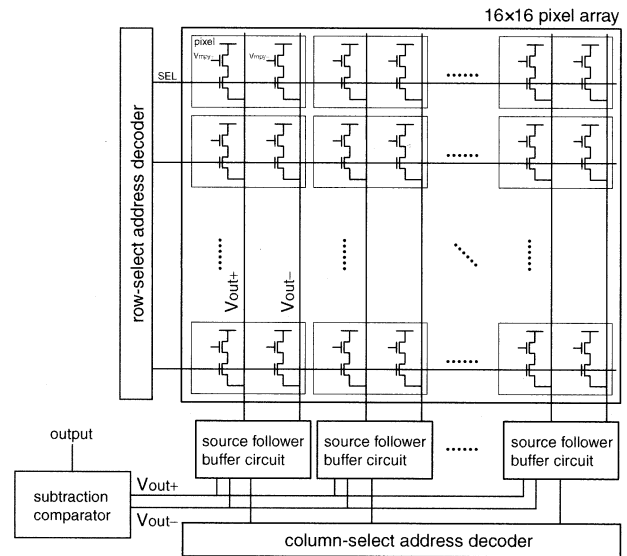 16×16 pixel array
pixel
Vmpy
Vmpy
SEL
row-select address decoder
Vout+
Vout−
source follower
buffer circuit
source follower
buffer circuit
source follower
buffer circuit
output
subtraction
comparator
Vout+
Vout−
column-select address decoder